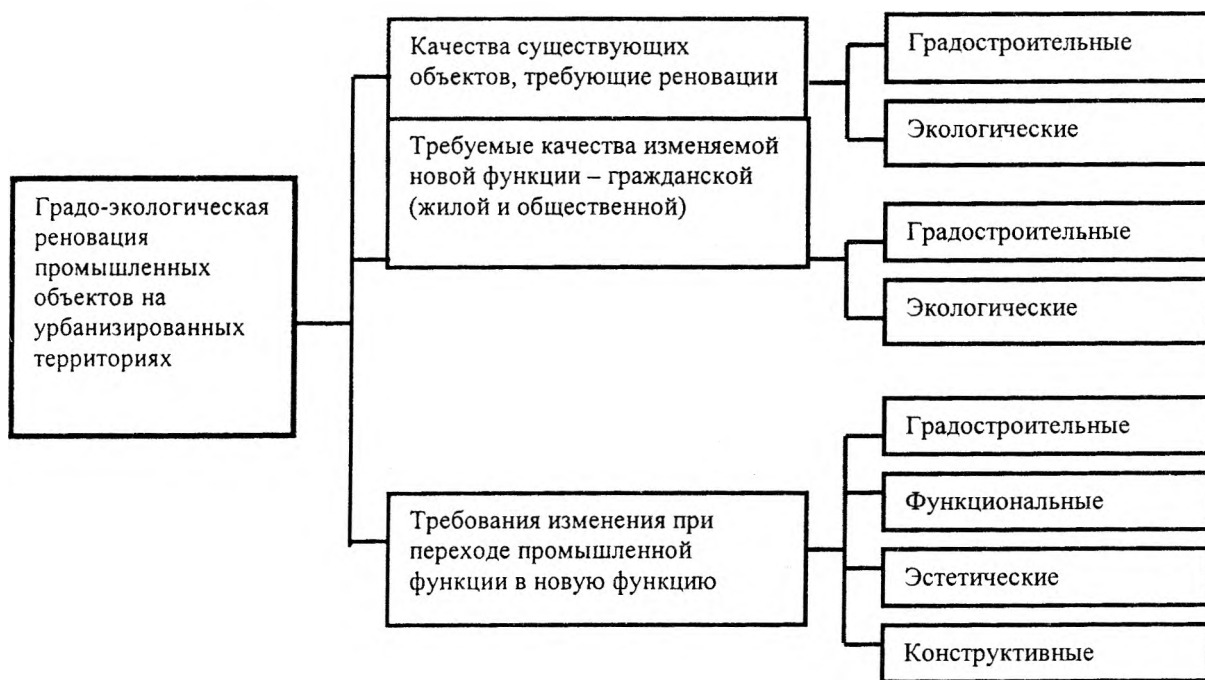 Градо-экологическая
реновация
промышленных
объектов на
урбанизированных
территориях
Качества существующих
объектов, требующие реновации
Градостроительные
Экологические
Требуемые качества изменяемой
новой функции – гражданской
(жилой и общественной)
Градостроительные
Экологические
Требования изменения при
переходе промышленной
функции в новую функцию
Градостроительные
Функциональные
Эстетические
Конструктивные